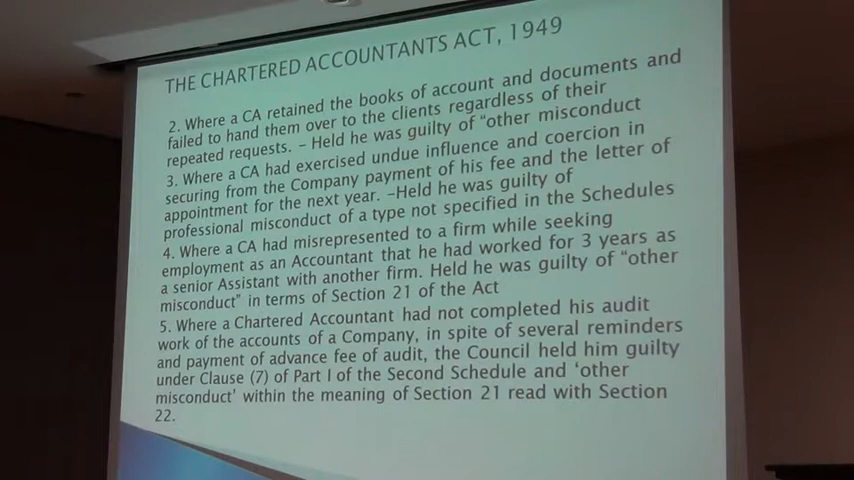 THE CHARTERED ACCOUNTANTS ACT, 1949
2. Where a CA retained the books of account and documents and
failed to hand them over to the clients regardless of their
repeated requests. – Held he was guilty of “other misconduct
3. Where a CA had exercised undue influence and coercion in
securing from the Company payment of his fee and the letter of
appointment for the next year. –Held he was guilty of
professional misconduct of a type not specified in the Schedules
4. Where a CA had misrepresented to a firm while seeking
employment as an Accountant that he had worked for 3 years as
a senior Assistant with another firm. Held he was guilty of “other
misconduct” in terms of Section 21 of the Act
5. Where a Chartered Accountant had not completed his audit
work of the accounts of a Company, in spite of several reminders
and payment of advance fee of audit, the Council held him guilty
under Clause (7) of Part I of the Second Schedule and ‘other
misconduct’ within the meaning of Section 21 read with Section
22.